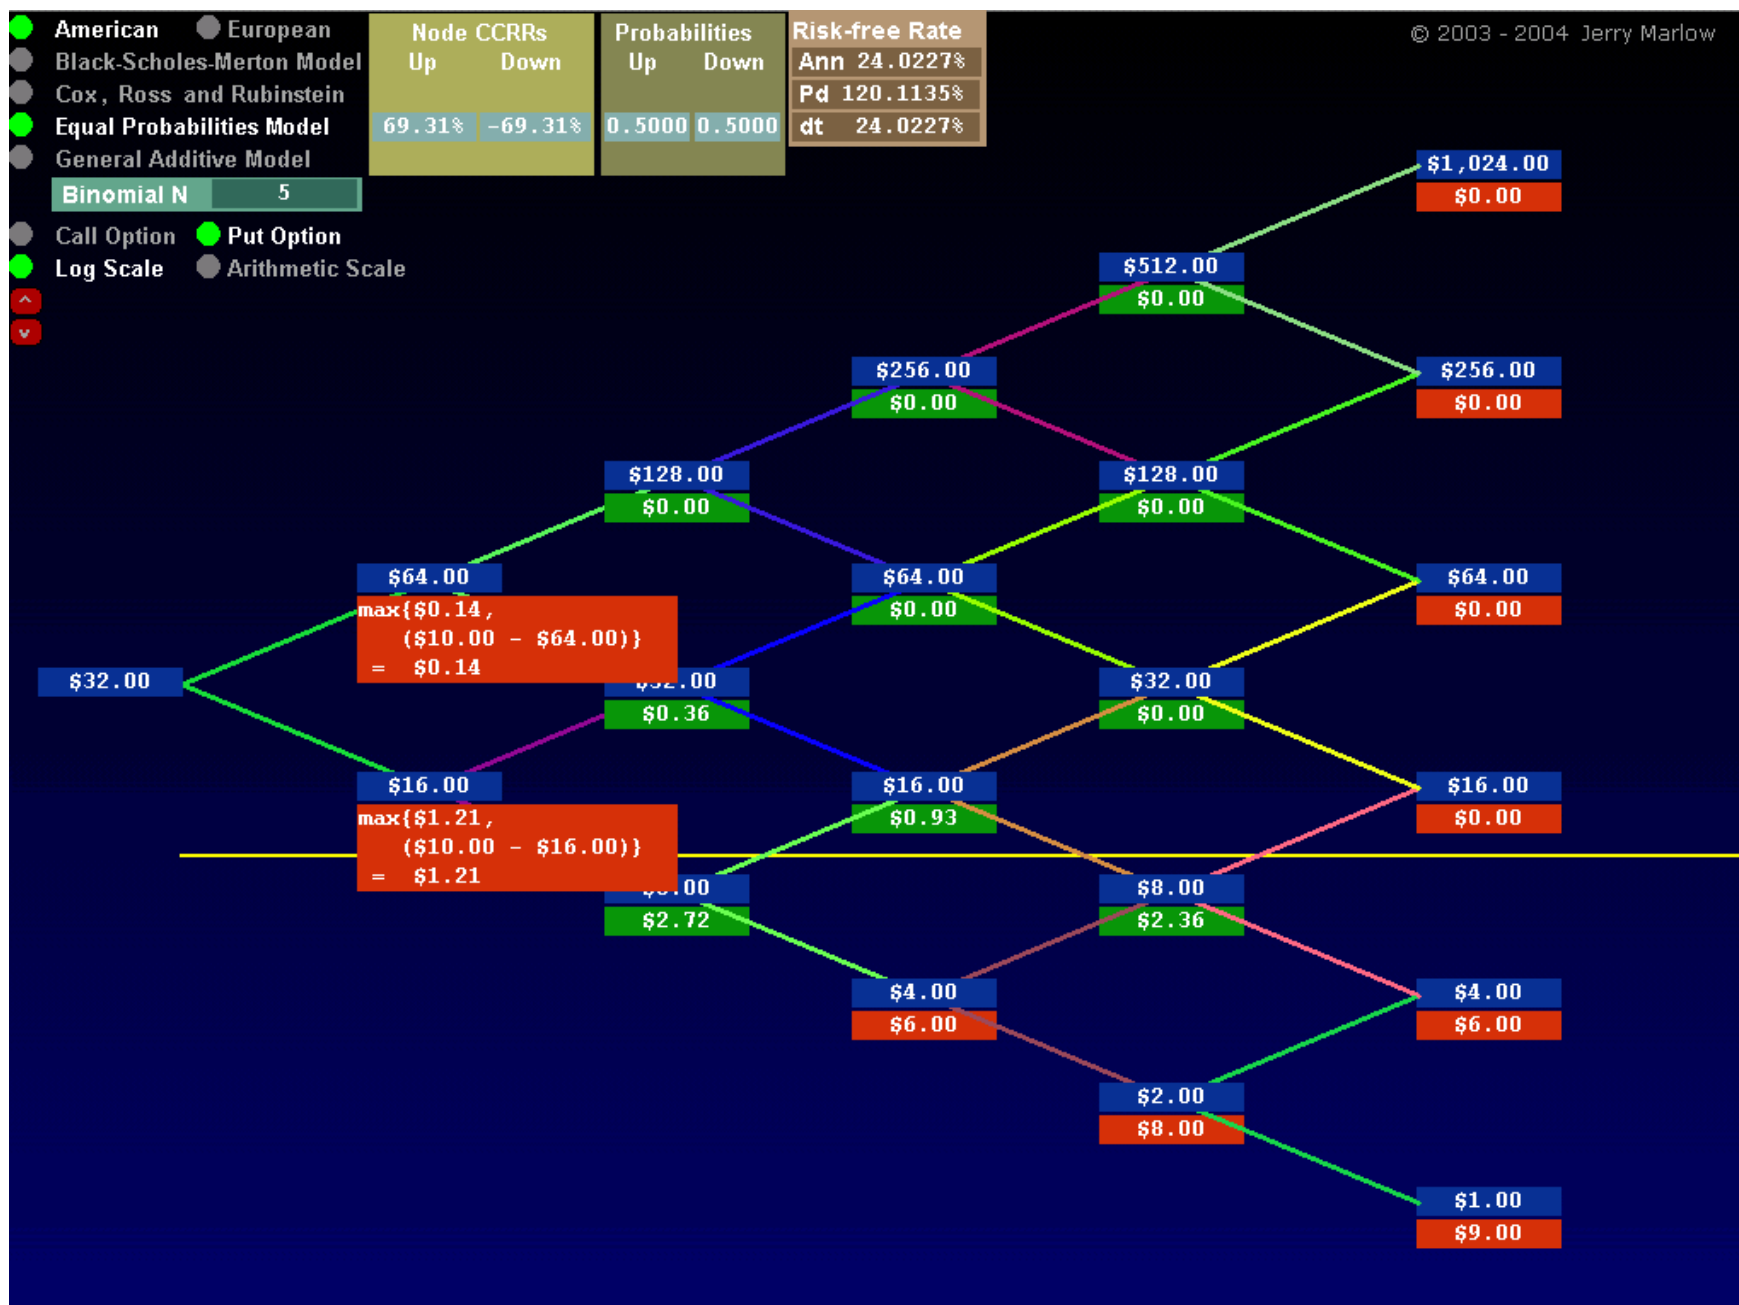 American European
Black-Scholes-Merton Model
Cox, Ross and Rubinstein
Equal Probabilities Model
General Additive Model
Binomial N 5
Call Option Put Option
Log Scale Arithmetic Scale
Node CCRRs
Up Down
69.31% -69.31%
Probabilities
Up Down
0.5000 0.5000
Risk-free Rate
Ann 24.0227%
Pd 120.1135%
dt 24.0227%
© 2003 - 2004 Jerry Marlow
$32.00
$64.00
max{$0.14,
($10.00 - $64.00)}
= $0.14
$16.00
max{$1.21,
($10.00 - $16.00)}
= $1.21
$128.00
$0.00
.00
$0.36
.00
$2.72
$256.00
$0.00
$64.00
$0.00
$16.00
$0.93
$4.00
$6.00
$512.00
$0.00
$128.00
$0.00
$32.00
$0.00
$8.00
$2.36
$2.00
$8.00
$1,024.00
$0.00
$256.00
$0.00
$64.00
$0.00
$16.00
$0.00
$4.00
$6.00
$1.00
$9.00